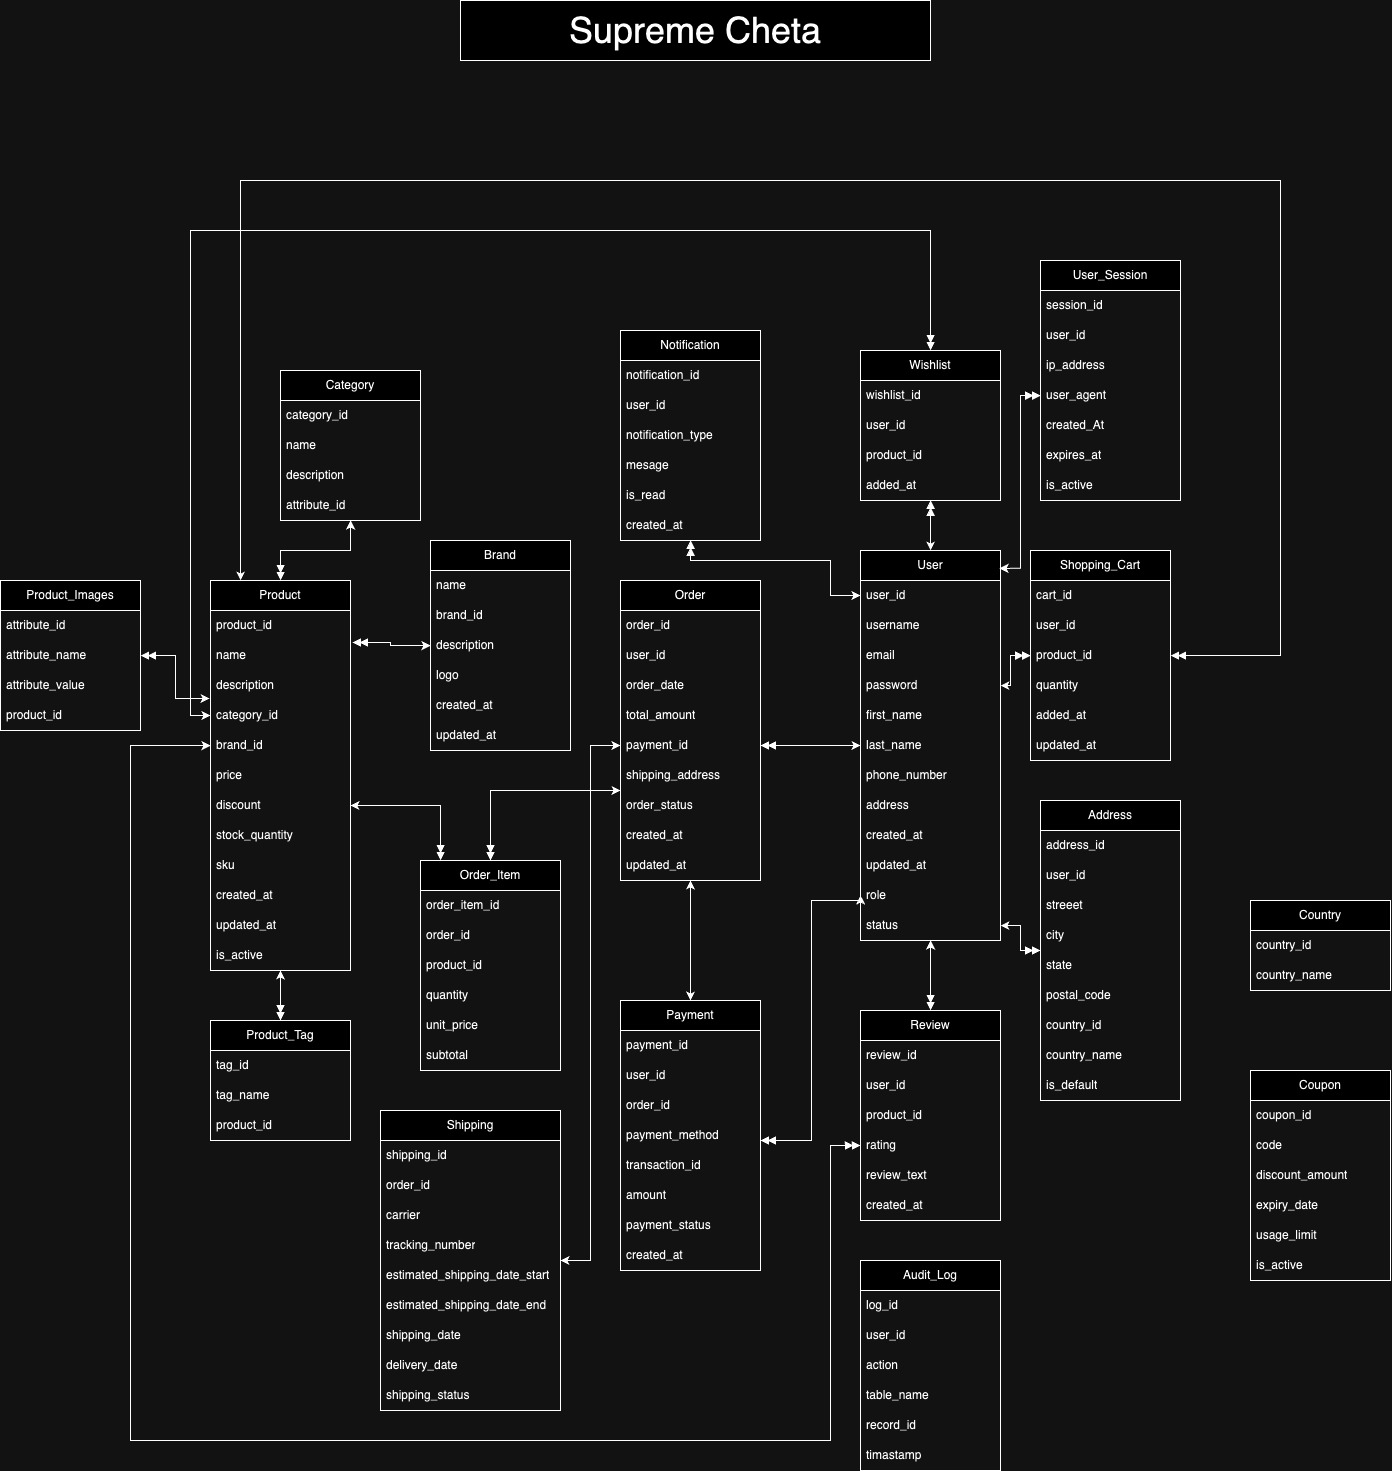 Supreme Cheta
User_Session
session_id
user_id
ip_address
user_agent
created_At
expires_at
is_active
Notification
notification_id
user_id
notification_type
mesage
is_read
created_at
Wishlist
wishlist_id
user_id
product_id
added_at
Category
category_id
name
description
attribute_id
Brand
name
brand_id
description
logo
created_at
updated_at
Product_Images
attribute_id
attribute_name
attribute_value
product_id
Product
product_id
name
description
category_id
brand_id
price
discount
stock_quantity
sku
created_at
updated_at
is_active
Order
order_id
user_id
order_date
total_amount
payment_id
shipping_address
order_status
created_at
updated_at
User
user_id
username
email
password
first_name
last_name
phone_number
address
created_at
updated_at
role
status
Shopping_Cart
cart_id
user_id
product_id
quantity
added_at
updated_at
Address
address_id
user_id
streeet
city
state
postal_code
country_id
country_name
is_default
Order_Item
order_item_id
order_id
product_id
quantity
unit_price
subtotal
Country
country_id
country_name
Product_Tag
tag_id
tag_name
product_id
Payment
payment_id
user_id
order_id
payment_method
transaction_id
amount
payment_status
created_at
Review
review_id
user_id
product_id
rating
review_text
created_at
Coupon
coupon_id
code
discount_amount
expiry_date
usage_limit
is_active
Shipping
shipping_id
order_id
carrier
tracking_number
estimated_shipping_date_start
estimated_shipping_date_end
shipping_date
delivery_date
shipping_status
Audit_Log
log_id
user_id
action
table_name
record_id
timastamp